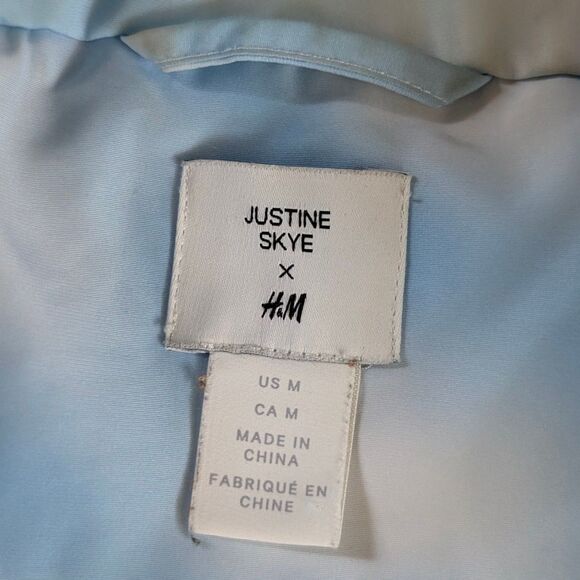 JUSTINE
SKYE
X
H&M
US M
CA M
MADE IN
CHINA
FABRIQUÉ EN
CHINE